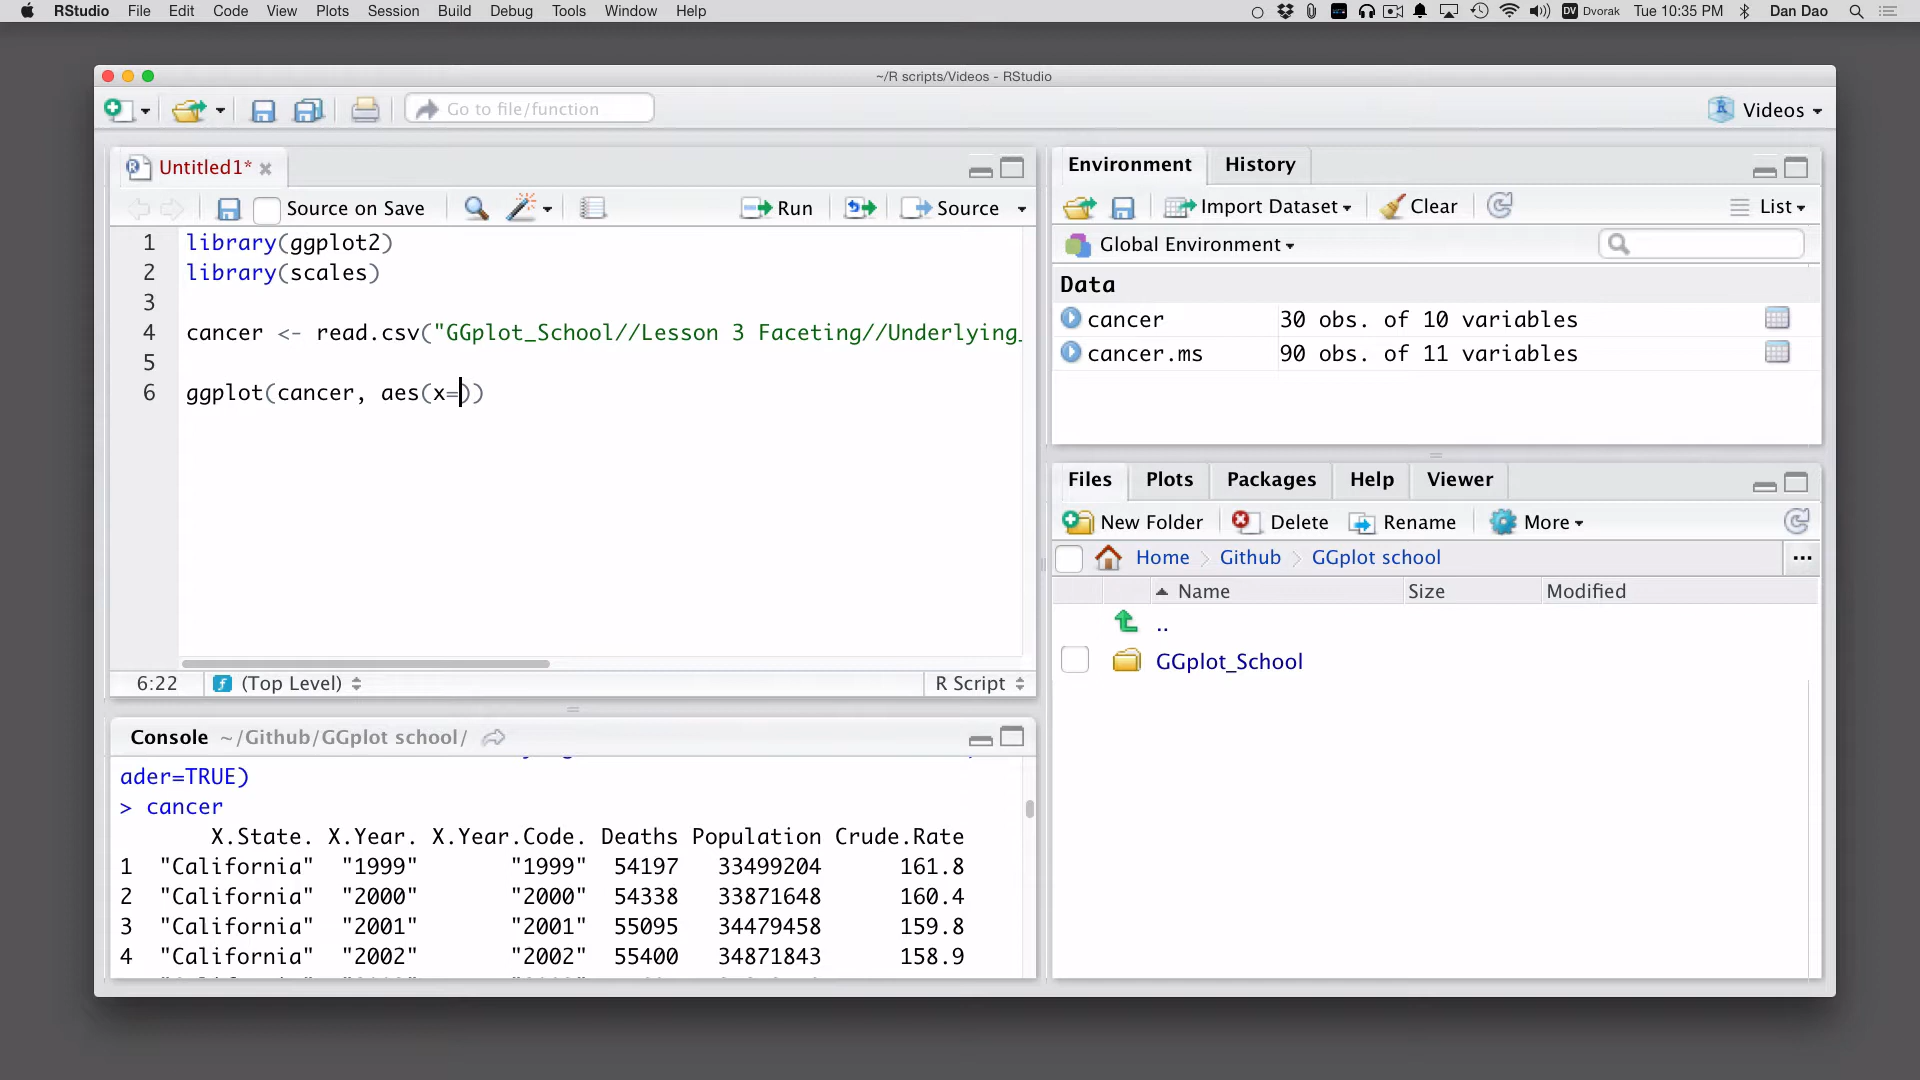 RStudio File Edit Code View Plots Session Build Debug Tools Window Help DV Dvorak Tue 10:35 PM Dan Dao
~/R scripts/Videos - RStudio
Go to file/function Videos
Untitled1*
Source on Save Run Source
1 library(ggplot2)
2 library(scales)
3
4 cancer <- read.csv("GGplot_School//Lesson 3 Faceting//Underlying_
5
6 ggplot(cancer, aes(x=))
6:22 (Top Level) R Script
Console ~/Github/GGplot school/
ader=TRUE)
> cancer
X.State. X.Year. X.Year.Code. Deaths Population Crude.Rate
1 "California" "1999" "1999" 54197 33499204 161.8
2 "California" "2000" "2000" 54338 33871648 160.4
3 "California" "2001" "2001" 55095 34479458 159.8
4 "California" "2002" "2002" 55400 34871843 158.9
Environment History
Import Dataset Clear List
Global Environment
Data
cancer 30 obs. of 10 variables
cancer.ms 90 obs. of 11 variables
Files Plots Packages Help Viewer
New Folder Delete Rename More
Home Github GGplot school ...
Name Size Modified
..
GGplot_School